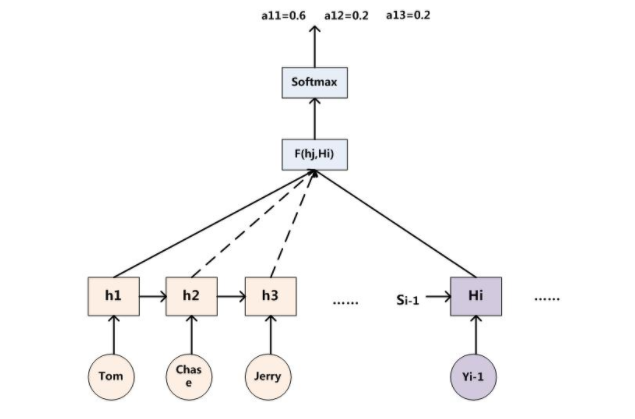 a11=0.6 a12=0.2 a13=0.2
Softmax
F(hj,Hi)
h1 h2 h3 ...... Si-1 Hi ......
Tom Chas Jerry Yi-1
e